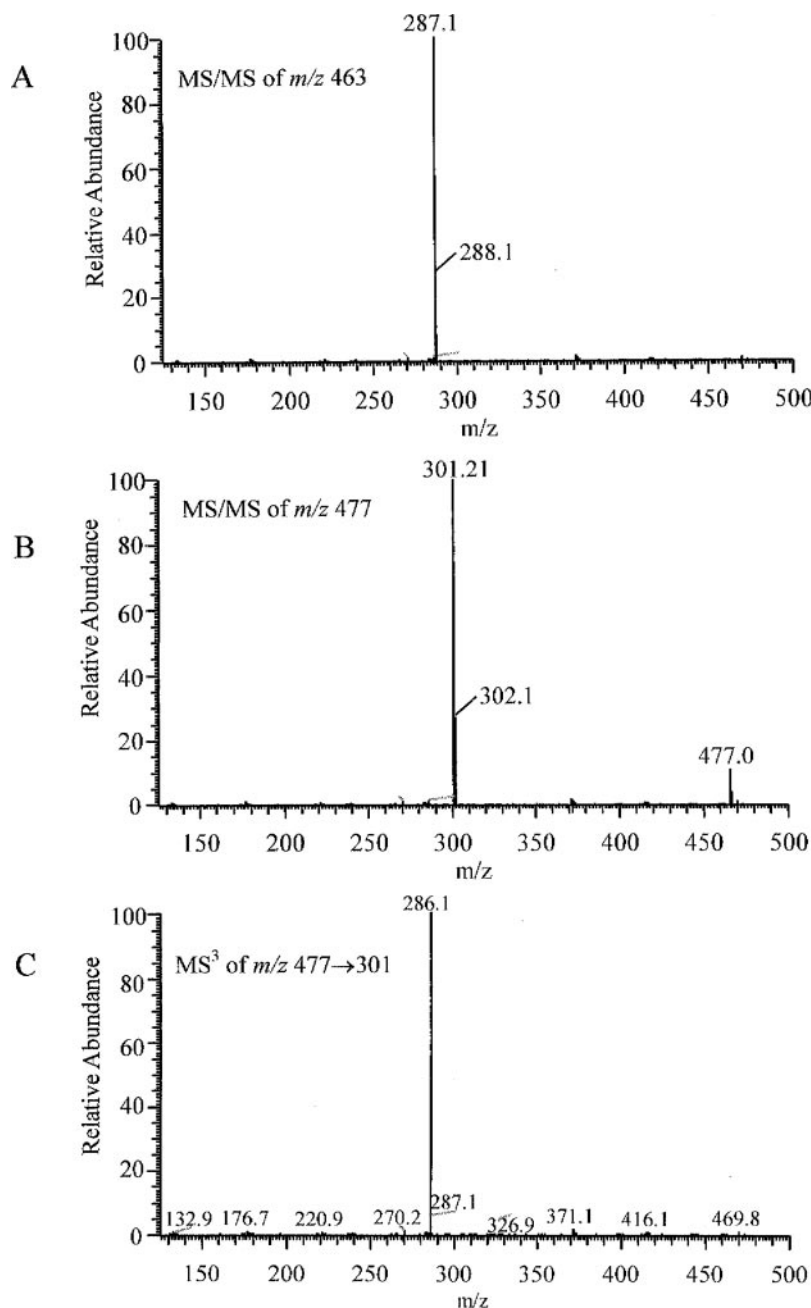 A
MS/MS of m/z 463
287.1
288.1
Relative Abundance
100
80
60
40
20
0
150 200 250 300 350 400 450 500
m/z
B
MS/MS of m/z 477
301.21
302.1
477.0
Relative Abundance
100
80
60
40
20
0
150 200 250 300 350 400 450 500
m/z
C
MS³ of m/z 477→301
286.1
287.1
132.9 176.7 220.9 270.2 326.9 371.1 416.1 469.8
Relative Abundance
100
80
60
40
20
0
150 200 250 300 350 400 450 500
m/z